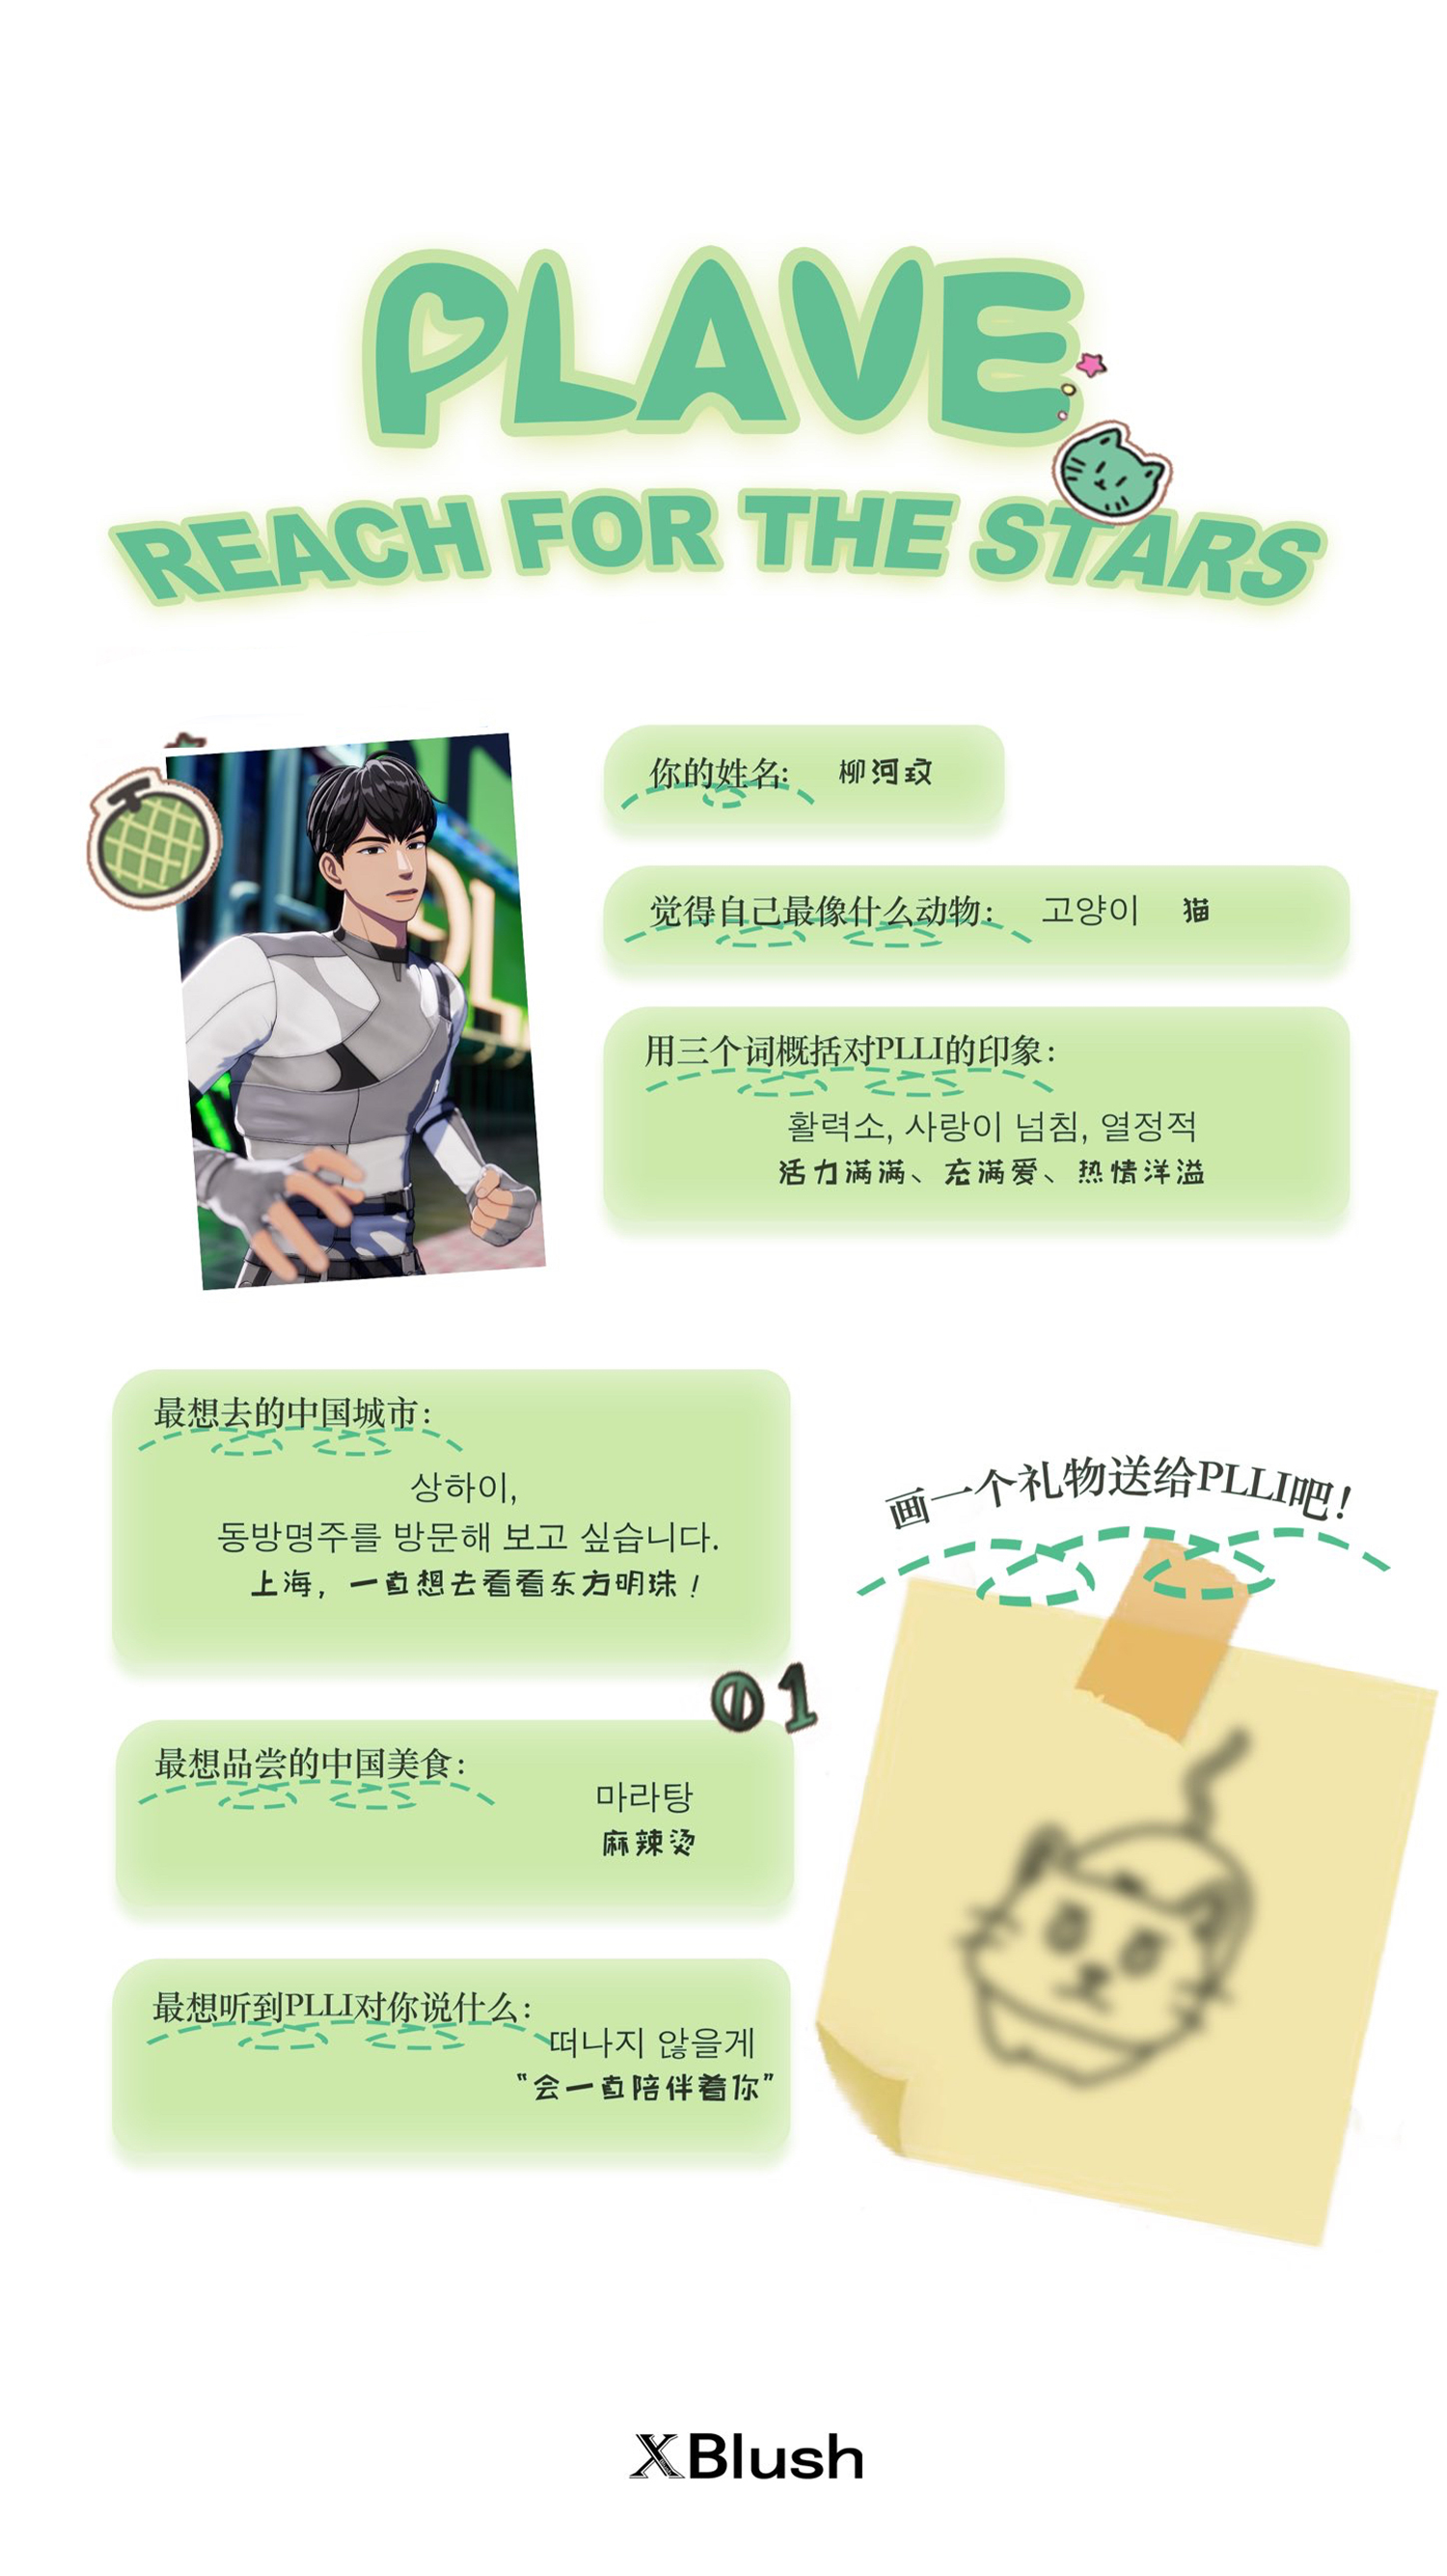 PLAVE
REACH FOR THE STARS
你的姓名: 柳河玟
觉得自己最像什么动物: 고양이 猫
用三个词概括对PLLI的印象:
활력소, 사랑이 넘침, 열정적
活力满满、充满爱、热情洋溢
最想去的中国城市:
상하이,
동방명주를 방문해 보고 싶습니다.
上海，一直想去看看东方明珠！
画一个礼物送给PLLI吧！
01
最想品尝的中国美食:
마라탕
麻辣烫
最想听到PLLI对你说什么:
떠나지 않을게
“会一直陪伴着你”
XBlush